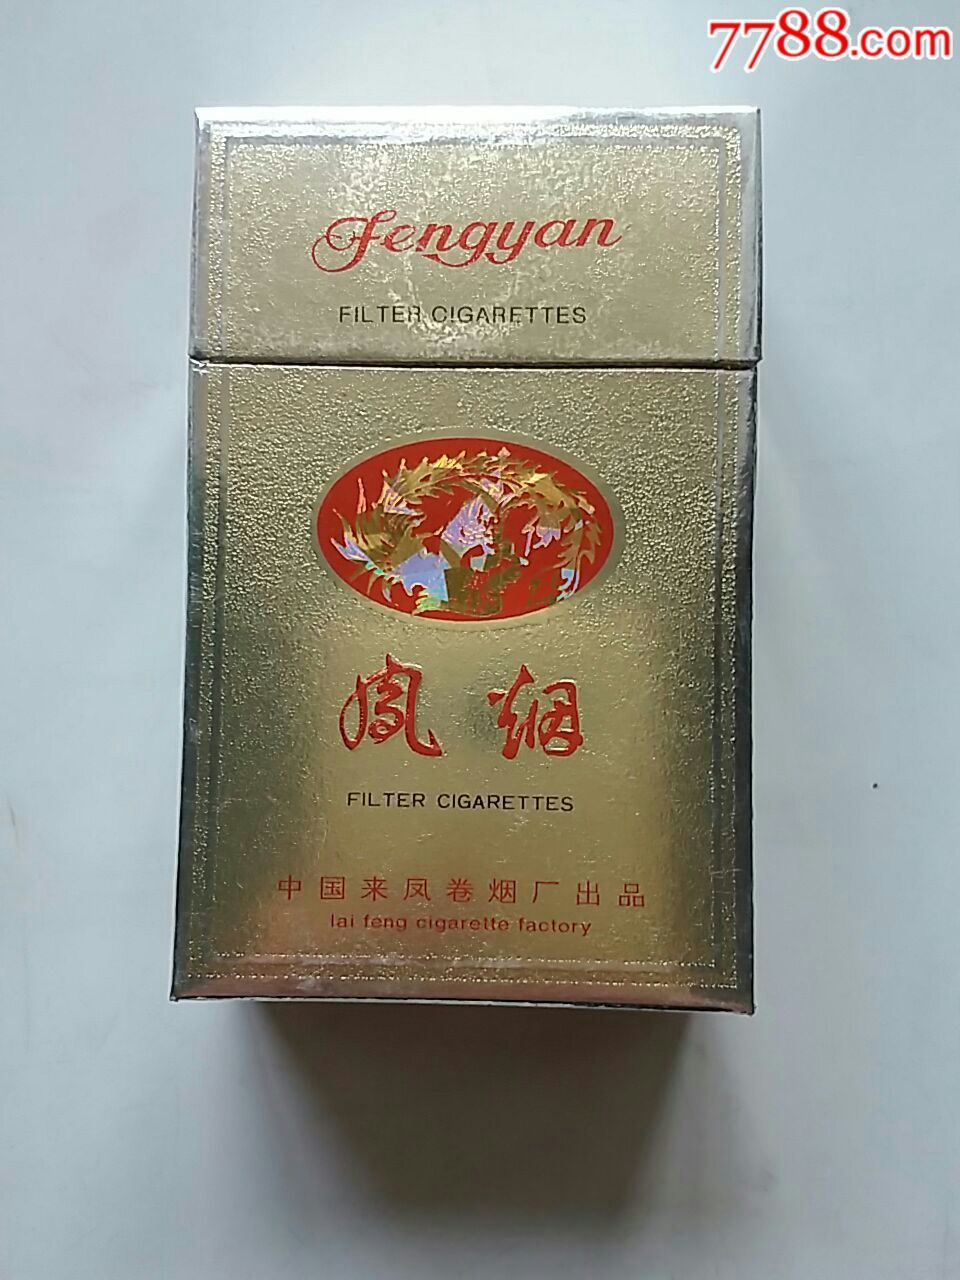 7788.com
Fengyan
FILTER CIGARETTES
鳳烟
FILTER CIGARETTES
中国来凤卷烟厂出品
lai feng cigarette factory